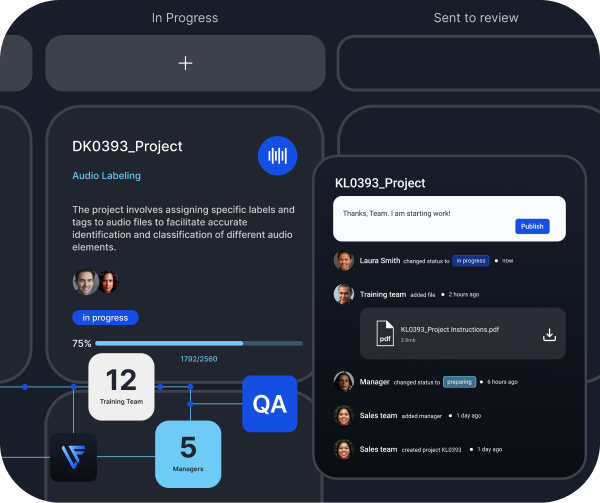 In Progress
Sent to review
+
DK0393_Project
Audio Labeling
The project involves assigning specific labels and
tags to audio files to facilitate accurate
identification and classification of different audio
elements.
in progress
75%
1792/2560
12
Training Team
QA
5
Managers
KL0393_Project
Thanks, Team. I am starting work!
Publish
Laura Smith changed status to in progress • now
Training team added file • 2 hours ago
pdf
KL0393_Project Instructions.pdf
2.8mb
Manager changed status to preparing • 6 hours ago
Sales team added manager • 1 day ago
Sales team created project KL0393 • 1 day ago